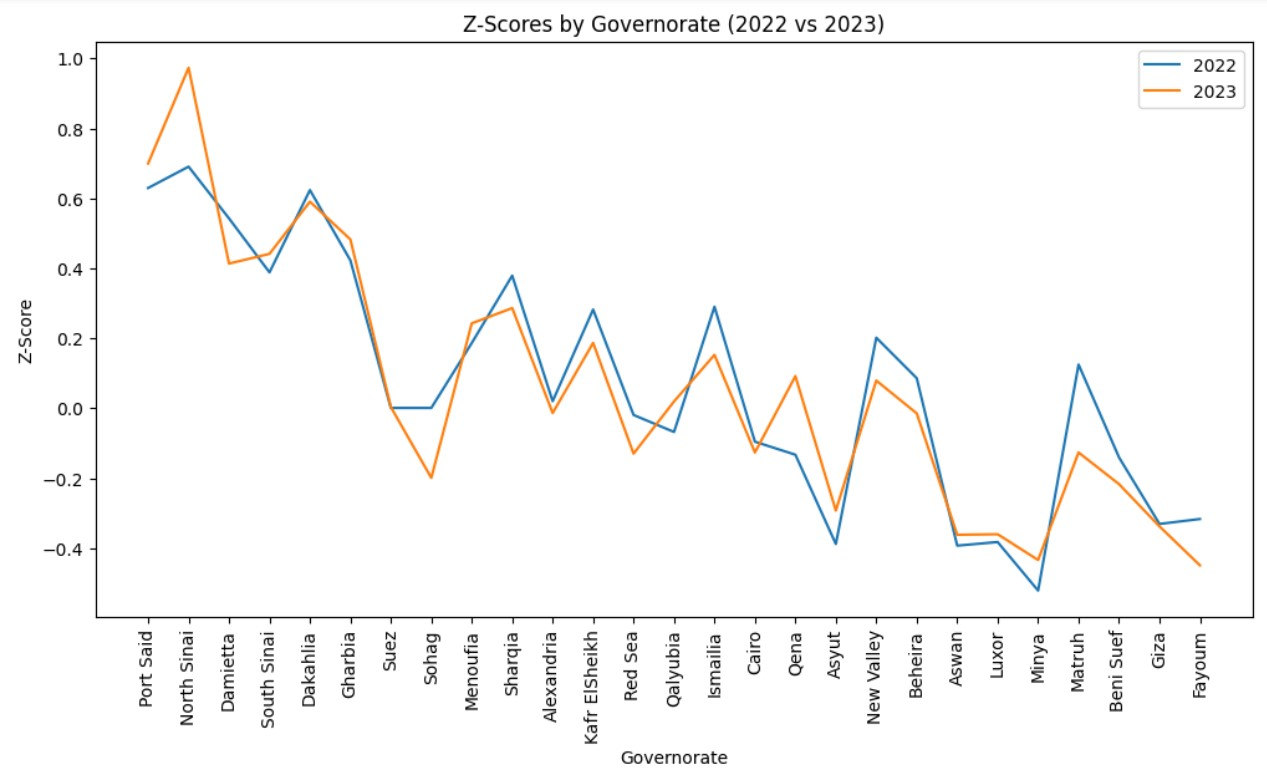 Z-Scores by Governorate (2022 vs 2023)
2022
2023
1.0
0.8
0.6
0.4
0.2
0.0
−0.2
−0.4
Z-Score
Port Said
North Sinai
Damietta
South Sinai
Dakahlia
Gharbia
Suez
Sohag
Menoufia
Sharqia
Alexandria
Kafr ElSheikh
Red Sea
Qalyubia
Ismailia
Cairo
Qena
Asyut
New Valley
Beheira
Aswan
Luxor
Minya
Matruh
Beni Suef
Giza
Fayoum
Governorate